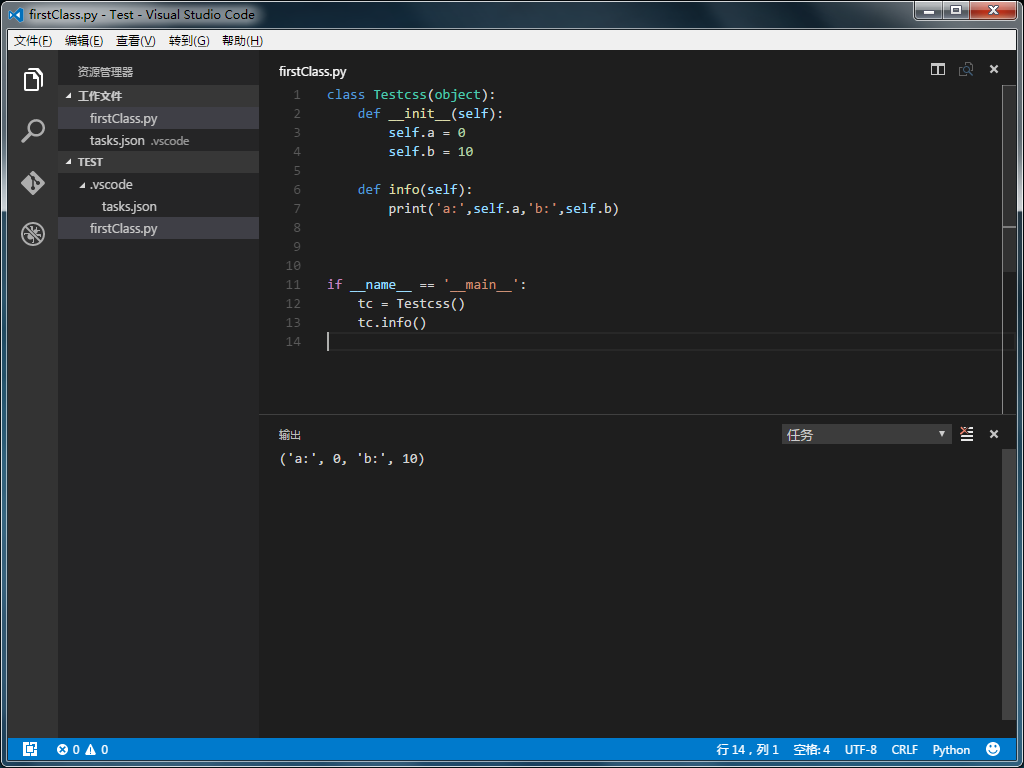 firstClass.py - Test - Visual Studio Code
文件(F) 编辑(E) 查看(V) 转到(G) 帮助(H)
资源管理器
工作文件
firstClass.py
tasks.json .vscode
TEST
.vscode
tasks.json
firstClass.py
firstClass.py
1 class Testcss(object):
2     def __init__(self):
3         self.a = 0
4         self.b = 10
5
6     def info(self):
7         print('a:',self.a,'b:',self.b)
8
9
10
11 if __name__ == '__main__':
12     tc = Testcss()
13     tc.info()
14
输出 任务
('a:', 0, 'b:', 10)
0 0 行 14，列 1 空格: 4 UTF-8 CRLF Python